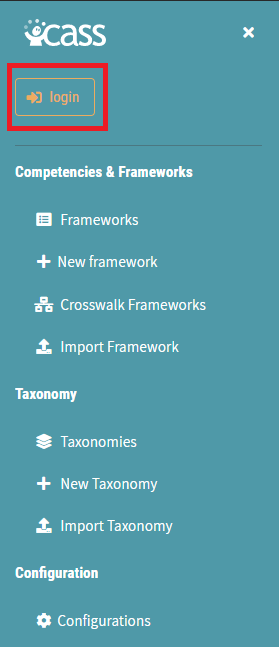 cass
login
Competencies & Frameworks
Frameworks
New framework
Crosswalk Frameworks
Import Framework
Taxonomy
Taxonomies
New Taxonomy
Import Taxonomy
Configuration
Configurations